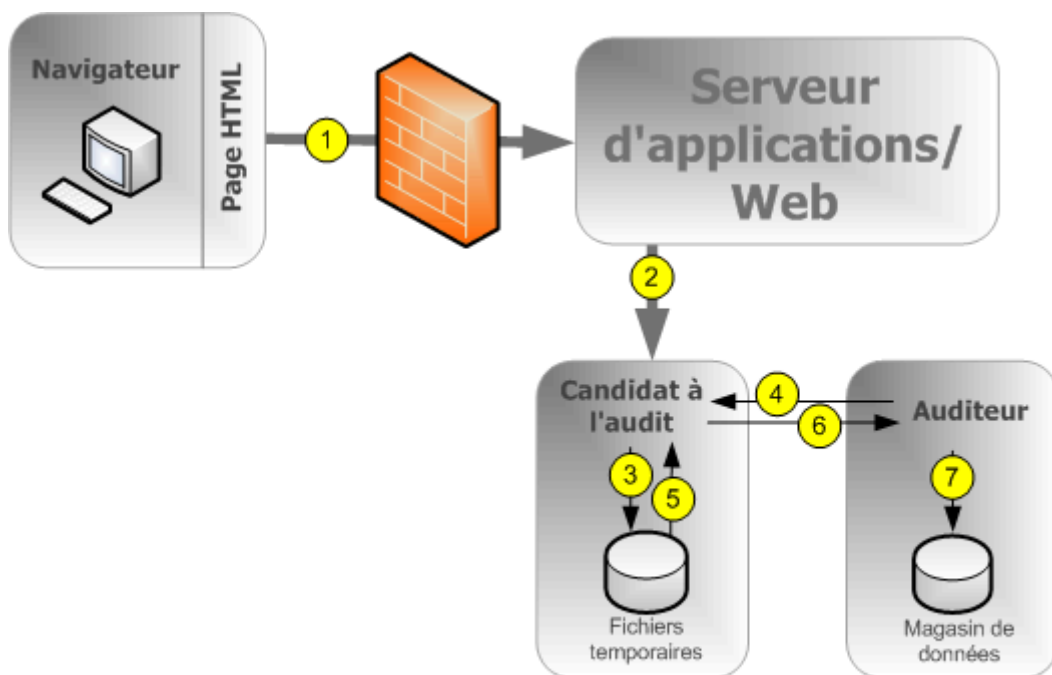 Navigateur
Page HTML
1
Serveur
d'applications/
Web
2
Candidat à
l'audit
4
6
Auditeur
3
5
7
Fichiers
temporaires
Magasin de
données